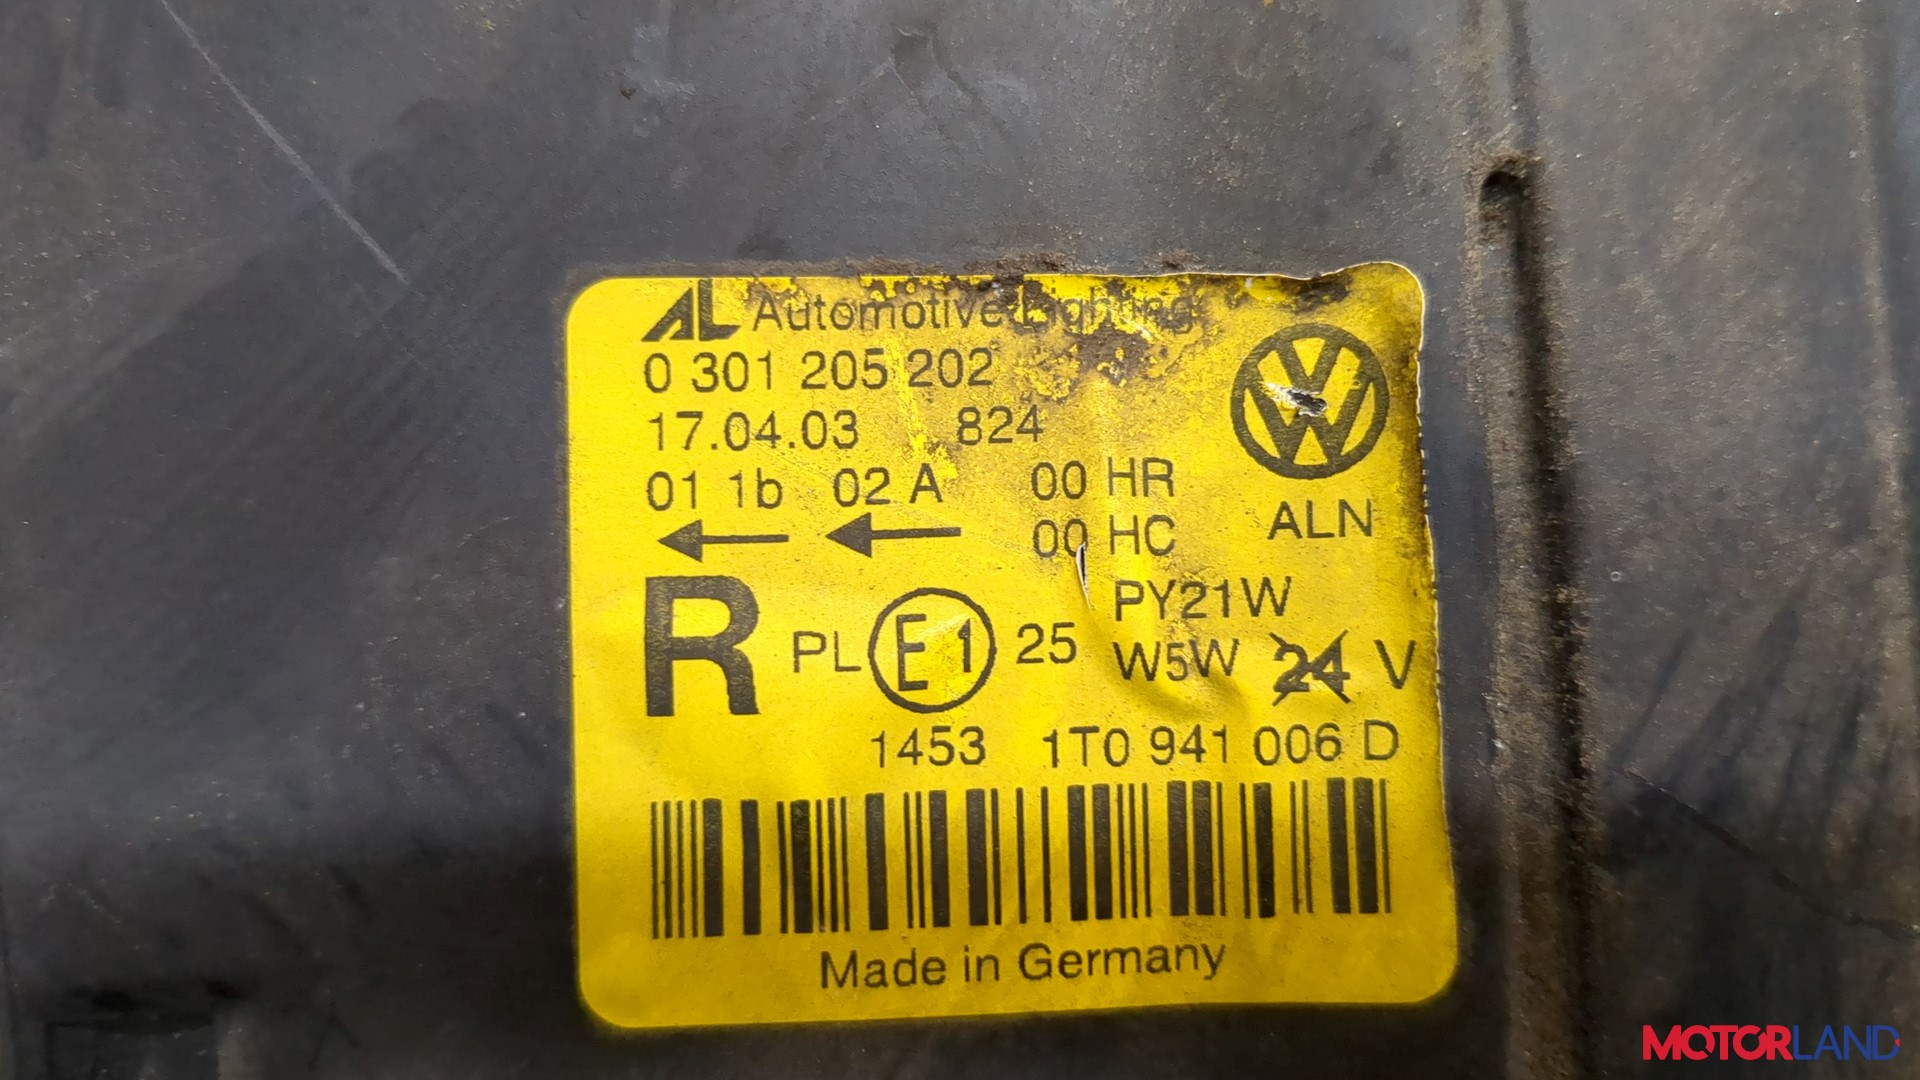 AL Automotive Lighting
0 301 205 202
17.04.03 824
01 1b 02 A 00 HR
00 HC
ALN
R PL E1 25
PY21W
W5W 24 V
1453 1T0 941 006 D
Made in Germany
MOTORLAND